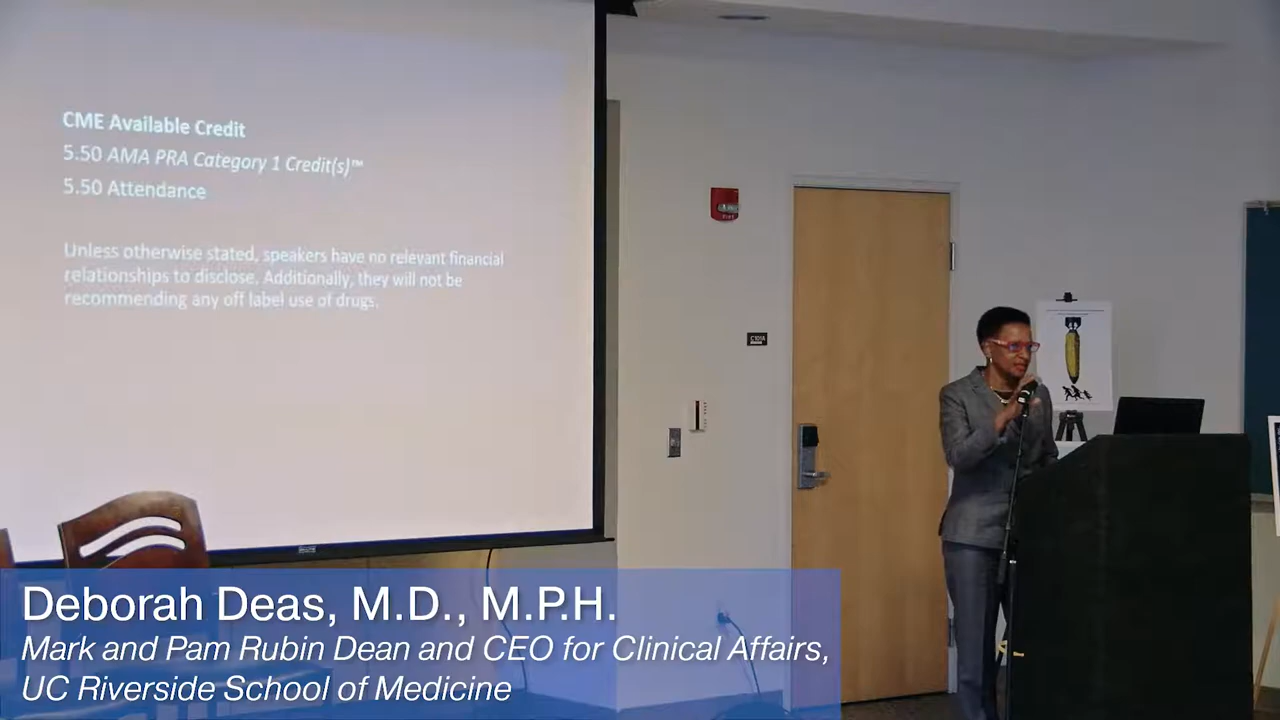 CME Available Credit
5.50 AMA PRA Category 1 Credit(s)™
5.50 Attendance
Unless otherwise stated, speakers have no relevant financial
relationships to disclose. Additionally, they will not be
recommending any off label use of drugs.
C101A
Deborah Deas, M.D., M.P.H.
Mark and Pam Rubin Dean and CEO for Clinical Affairs,
UC Riverside School of Medicine